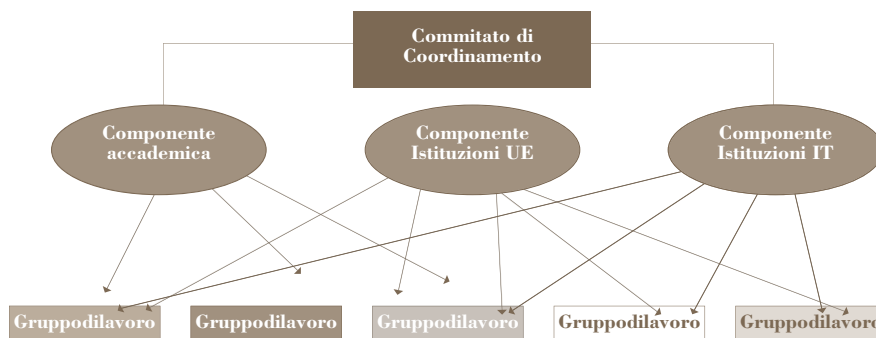 Commitato di
Coordinamento
Componente
accademica
Componente
Istituzioni UE
Componente
Istituzioni IT
Gruppodilavoro
Gruppodilavoro
Gruppodilavoro
Gruppodilavoro
Gruppodilavoro